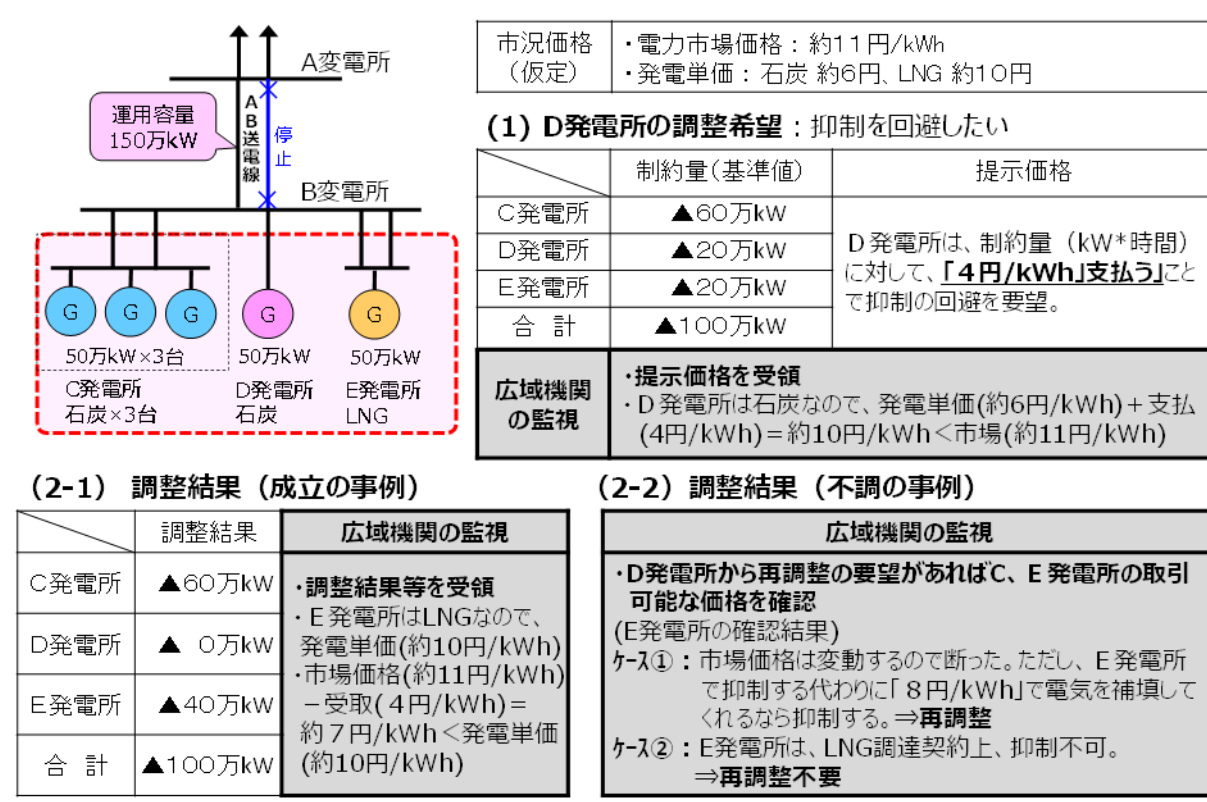 A変電所
運用容量
150万kW
AB送電線
停止
B変電所
G
G
G
G
G
50万kW×3台
50万kW
50万kW
C発電所
石炭×3台
D発電所
石炭
E発電所
LNG
市況価格
(仮定)
・電力市場価格：約11円/kWh
・発電単価：石炭 約6円、LNG 約10円
(1) D発電所の調整希望：抑制を回避したい
制約量(基準値)
提示価格
C発電所
▲60万kW
D発電所
▲20万kW
E発電所
▲20万kW
合 計
▲100万kW
D発電所は、制約量（kW*時間）
に対して、「4円/kWh」支払う」こと
で抑制の回避を要望。
広域機関
の監視
・提示価格を受領
・D発電所は石炭なので、発電単価(約6円/kWh)＋支払
(4円/kWh)＝約10円/kWh＜市場(約11円/kWh)
（2-1） 調整結果（成立の事例）
調整結果
広域機関の監視
C発電所
▲60万kW
D発電所
▲ 0万kW
E発電所
▲40万kW
合 計
▲100万kW
・調整結果等を受領
・E発電所はLNGなので、
発電単価(約10円/kWh)
・市場価格(約11円/kWh)
－受取(4円/kWh)＝
約7円/kWh＜発電単価
(約10円/kWh)
（2-2）調整結果（不調の事例）
広域機関の監視
・D発電所から再調整の要望があればC、E発電所の取引
可能な価格を確認
(E発電所の確認結果)
ｹｰｽ①：市場価格は変動するので断った。ただし、E発電所
で抑制する代わりに「8円/kWh」で電気を補填して
くれるなら抑制する。⇒再調整
ｹｰｽ②：E発電所は、LNG調達契約上、抑制不可。
⇒再調整不要